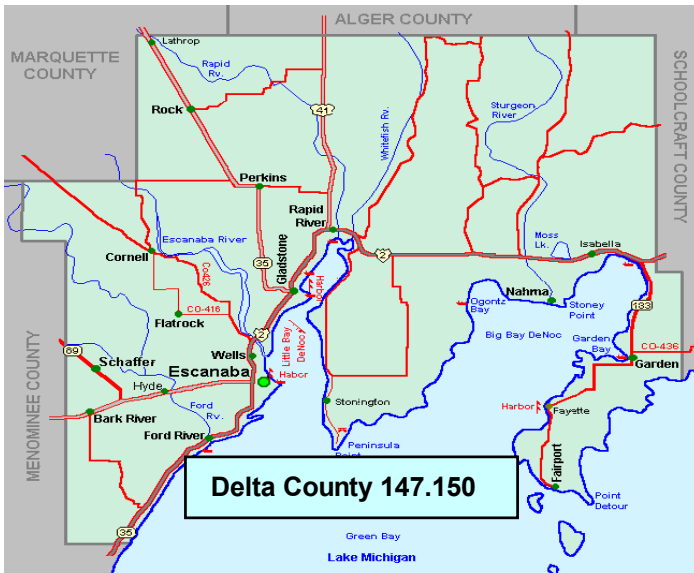 ALGER COUNTY
MARQUETTE
COUNTY
SCHOOLCRAFT COUNTY
MENOMINEE COUNTY
Lathrop
Rapid
Rv.
Rock
41
Whitefish Rv.
Sturgeon
River
Perkins
Rapid
River
Escanaba River
Cornell
Co426
35
Gladstone
Harbor
2
Moss
Lk.
Isabella
CO-416
Flatrock
Nahma
Ogontz
Bay
Stoney
Point
183
2
Little Bay
DeNoc
Big Bay DeNoc
Garden
Bay
CO-436
Garden
69
Schaffer
Wells
Escanaba
Habor
Hyde
Bark River
Ford
Rv.
Ford River
Stonington
Harbor
Fayette
Peninsula
Fairport
Point
Detour
Delta County 147.150
35
Green Bay
Lake Michigan